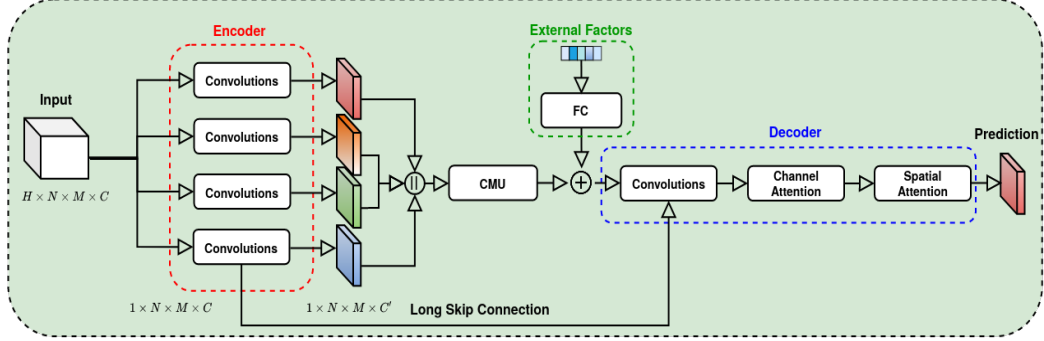 Encoder
External Factors
Input
Convolutions
Convolutions
Convolutions
Convolutions
H × N × M × C
1 × N × M × C
1 × N × M × C′
||
CMU
FC
+
Decoder
Convolutions
Channel
Attention
Spatial
Attention
Prediction
Long Skip Connection